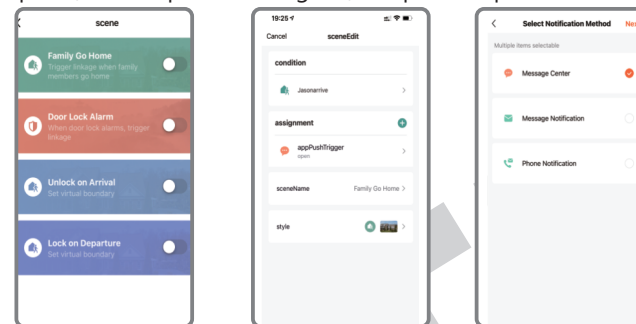 scene
Family Go Home
Trigger linkage when family
members go home
Door Lock Alarm
When door lock alarms, trigger
linkage
Unlock on Arrival
Set virtual boundary
Lock on Departure
Set virtual boundary
19:25
Cancel
sceneEdit
condition
Jasonarrive
assignment
appPushTrigger
open
sceneName
Family Go Home
style
Select Notification Method
Multiple items selectable
Message Center
Message Notification
Phone Notification